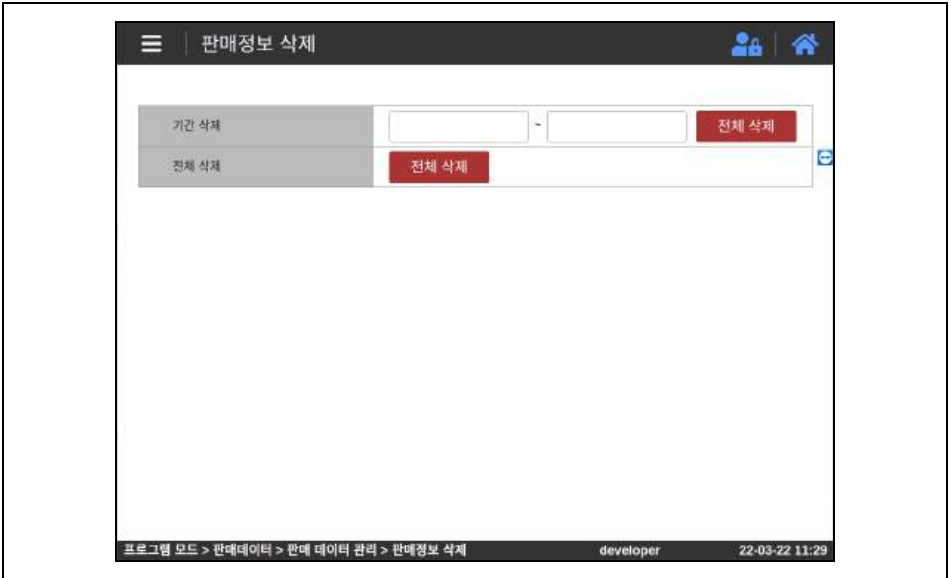 판매정보 삭제
기간 삭제 ~ 전체 삭제
전체 삭제 전체 삭제
프로그램 모드 > 판매데이터 > 판매 데이터 관리 > 판매정보 삭제 developer 22-03-22 11:29